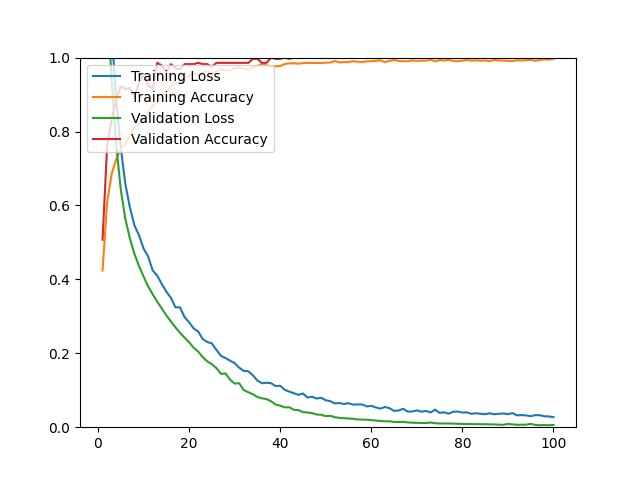 1.0
0.8
0.6
0.4
0.2
0.0
Training Loss
Training Accuracy
Validation Loss
Validation Accuracy
0 20 40 60 80 100